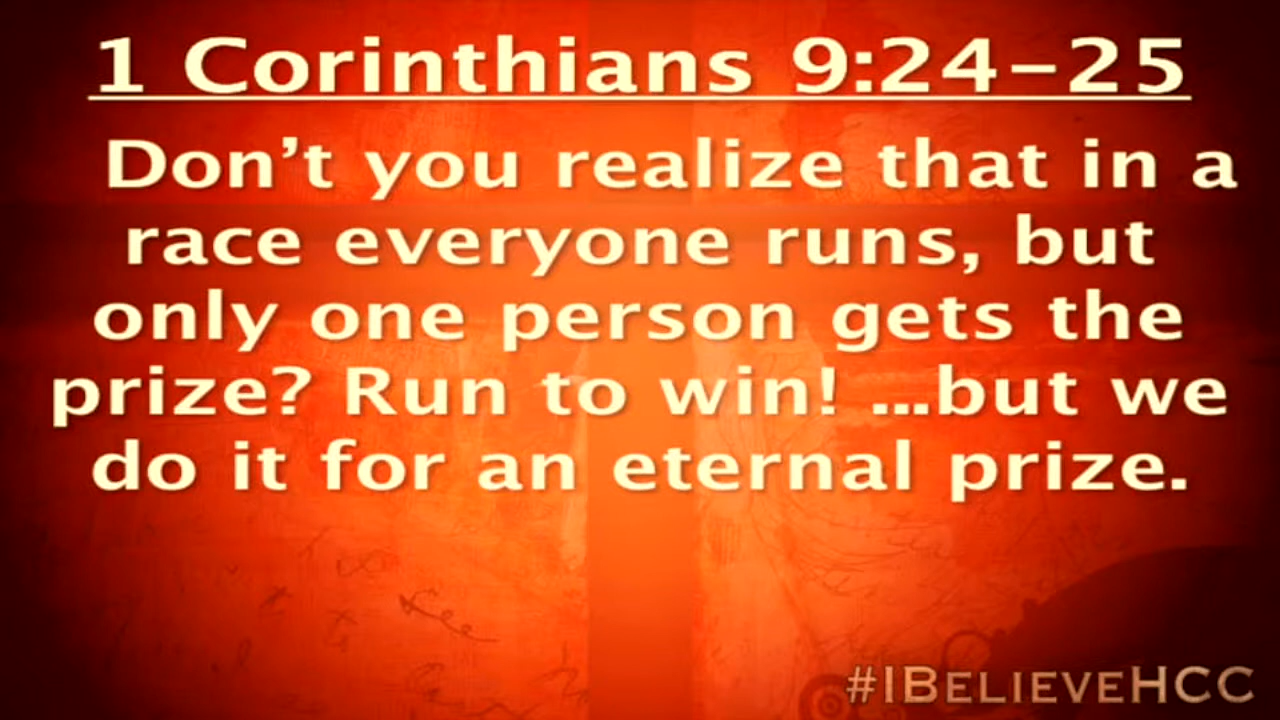 1 Corinthians 9:24-25
Don’t you realize that in a
race everyone runs, but
only one person gets the
prize? Run to win! ...but we
do it for an eternal prize.
#IBELIEVEHCC